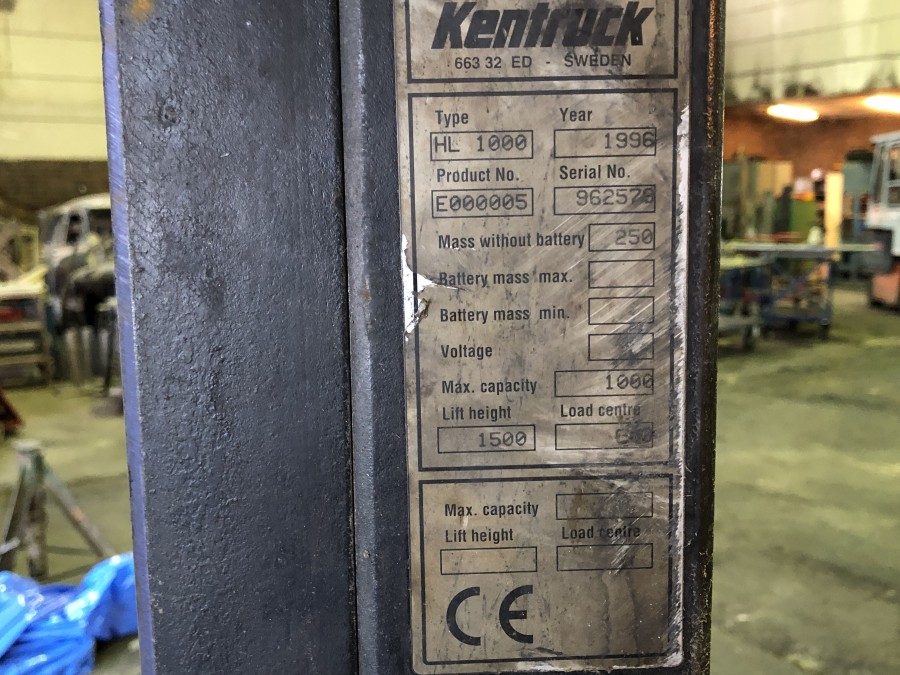 Kentruck
663 32 ED - SWEDEN
Type Year
HL 1000 1996
Product No. Serial No.
E000005 962578
Mass without battery 250
Battery mass max.
Battery mass min.
Voltage
Max. capacity 1000
Lift height Load centre
1500
Max. capacity
Lift height Load centre
CE